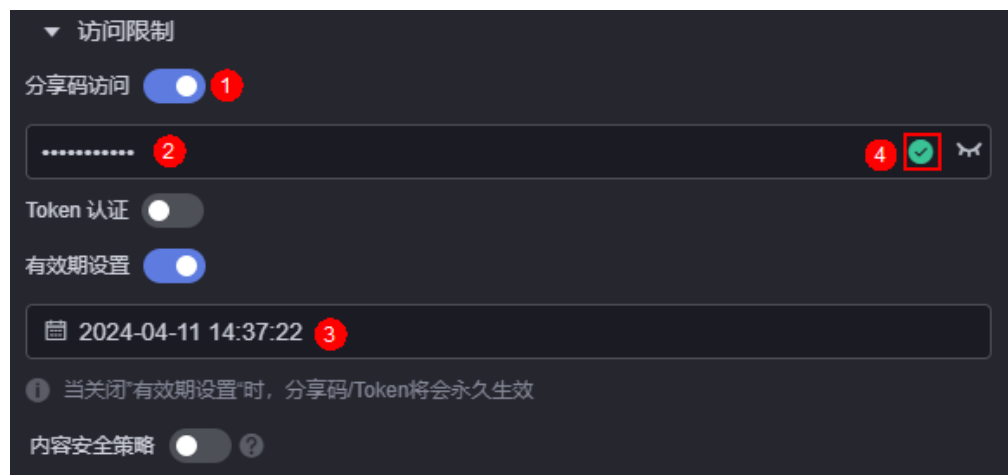 访问限制
分享码访问 1
••••••••••• 2 4
Token 认证
有效期设置
2024-04-11 14:37:22 3
当关闭"有效期设置"时，分享码/Token将会永久生效
内容安全策略 ?